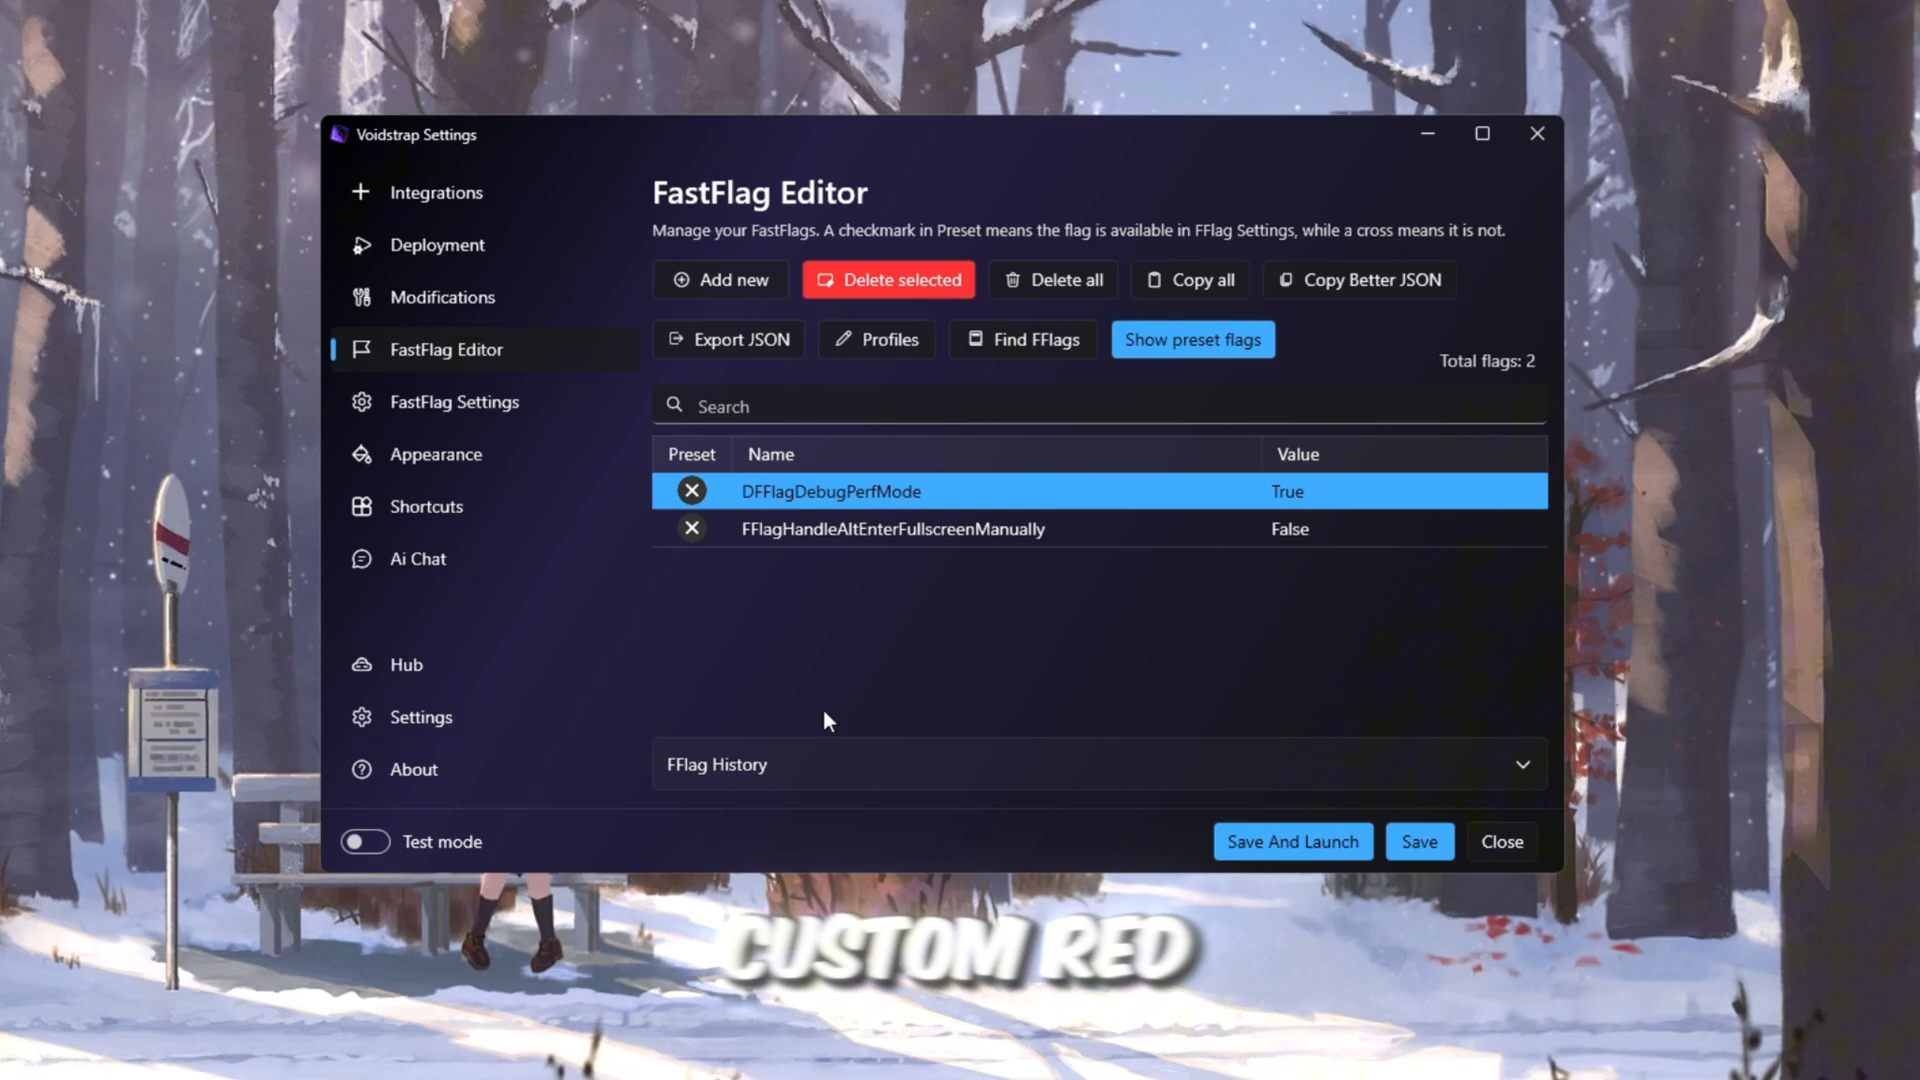 Voidstrap Settings
Integrations
Deployment
Modifications
FastFlag Editor
FastFlag Settings
Appearance
Shortcuts
Ai Chat
Hub
Settings
About
FastFlag Editor
Manage your FastFlags. A checkmark in Preset means the flag is available in FFlag Settings, while a cross means it is not.
Add new
Delete selected
Delete all
Copy all
Copy Better JSON
Export JSON
Profiles
Find FFlags
Show preset flags
Total flags: 2
Search
Preset Name Value
DFFlagDebugPerfMode True
FFlagHandleAltEnterFullscreenManually False
FFlag History
Test mode
Save And Launch
Save
Close
CUSTOM RED